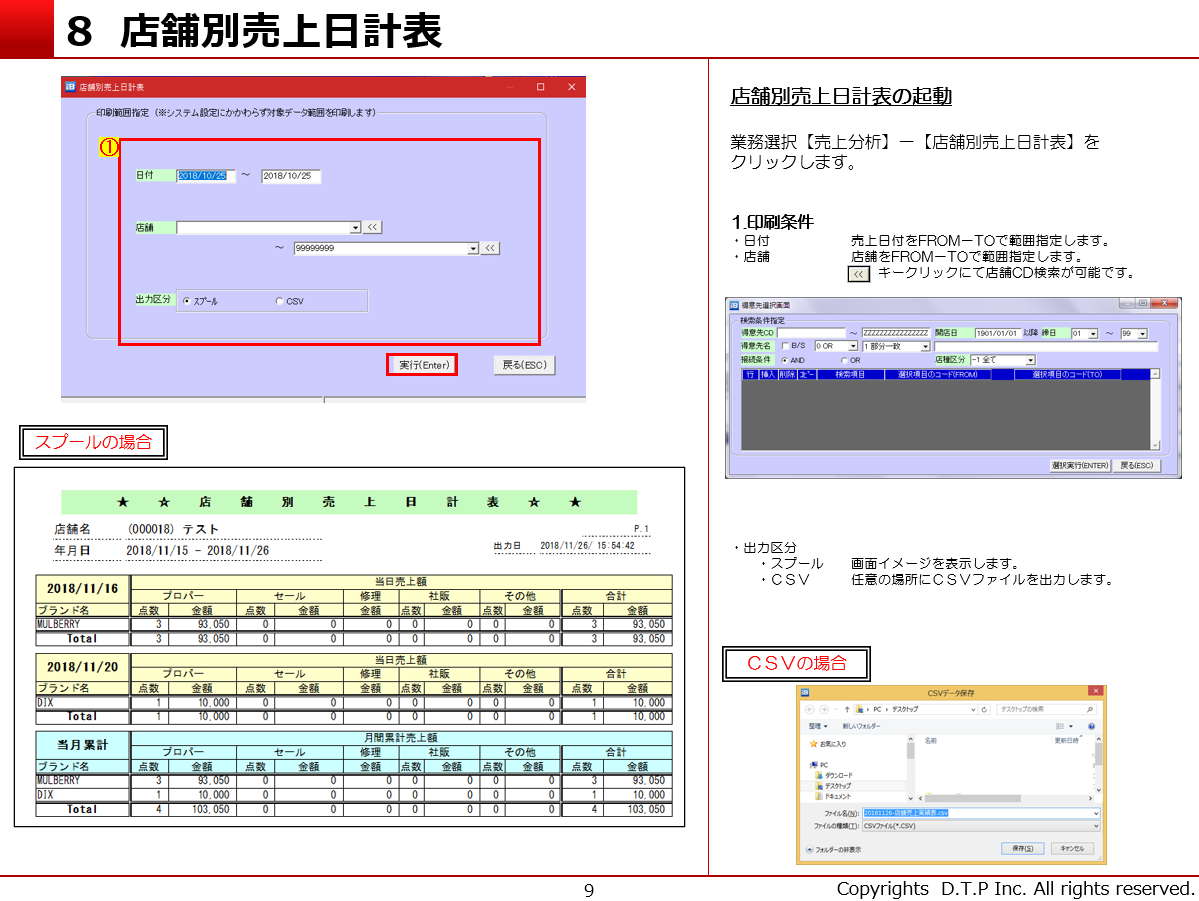 8 店舗別売上日計表
店舗別売上日計表
印刷範囲指定（※システム設定にかかわらず対象データ範囲を印刷します）
①
日付 2018/10/25 ～ 2018/10/25
店舗 <<
～ 99999999 <<
出力区分 スプール CSV
実行(Enter) 戻る(ESC)
スプールの場合
★ ☆ 店 舗 別 売 上 日 計 表 ☆ ★
店舗名 (000018) テスト P. 1
年月日 2018/11/15 － 2018/11/26 出力日 2018/11/26/ 15:54:42
2018/11/16 当日売上額
プロパー セール 修理 社販 その他 合計
ブランド名 点数 金額 点数 金額 金額 点数 金額 点数 金額 点数 金額
MULBERRY 3 93,050 0 0 0 0 0 0 0 3 93,050
Total 3 93,050 0 0 0 0 0 0 0 3 93,050
2018/11/20 当日売上額
プロパー セール 修理 社販 その他 合計
ブランド名 点数 金額 点数 金額 金額 点数 金額 点数 金額 点数 金額
DIX 1 10,000 0 0 0 0 0 0 0 1 10,000
Total 1 10,000 0 0 0 0 0 0 0 1 10,000
当月累計 月間累計売上額
プロパー セール 修理 社販 その他 合計
ブランド名 点数 金額 点数 金額 金額 点数 金額 点数 金額 点数 金額
MULBERRY 3 93,050 0 0 0 0 0 0 0 3 93,050
DIX 1 10,000 0 0 0 0 0 0 0 1 10,000
Total 4 103,050 0 0 0 0 0 0 0 4 103,050
店舗別売上日計表の起動
業務選択【売上分析】－【店舗別売上日計表】を
クリックします。
1.印刷条件
・日付 売上日付をFROM－TOで範囲指定します。
・店舗 店舗をFROM－TOで範囲指定します。
<< キークリックにて店舗CD検索が可能です。
得意先選択画面
検索条件指定
得意先CD ～ ZZZZZZZZZZZZZZZ 開店日 1901/01/01 以降 締日 01 ～ 99
得意先名 B/S 0 OR 1 部分一致
接続条件 AND OR 店種区分 -1 全て
行 挿入 削除 コピー 検索項目 選択項目のコード(FROM) 選択項目のコード(TO)
選択実行(ENTER) 戻る(ESC)
・出力区分
・スプール 画面イメージを表示します。
・ＣＳＶ 任意の場所にＣＳＶファイルを出力します。
ＣＳＶの場合
CSVデータ保存
PC デスクトップ デスクトップの検索
整理 新しいフォルダー
お気に入り 名前 更新日時
PC
ダウンロード
デスクトップ
ドキュメント
ファイル名(N): 20181126-店舗売上実績表.csv
ファイルの種類(T): CSVファイル(*.CSV)
フォルダーの非表示 保存(S) キャンセル
9
Copyrights D.T.P Inc. All rights reserved.